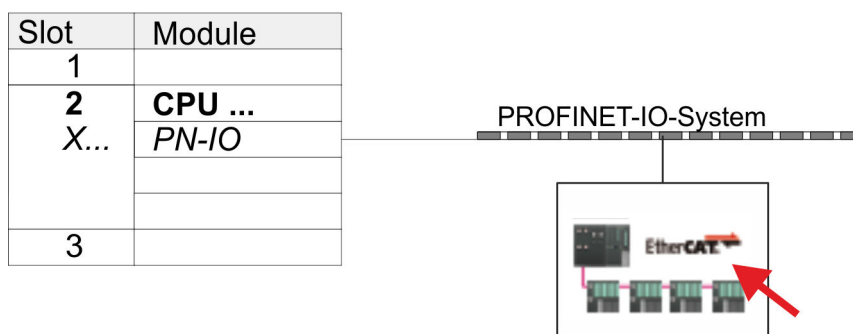 Slot Module
1
2 CPU ...
X... PN-IO
3
PROFINET-IO-System
EtherCAT